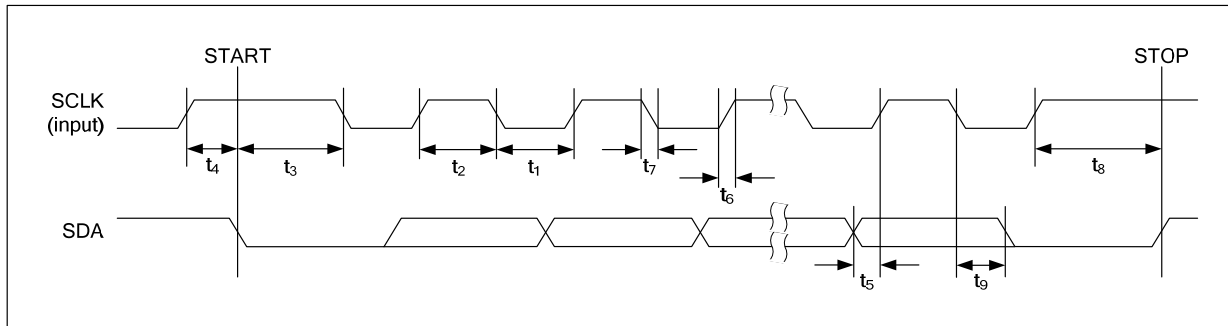 START
STOP
SCLK
(input)
t4
t3
t2
t1
t7
t6
t8
SDA
t5
t9